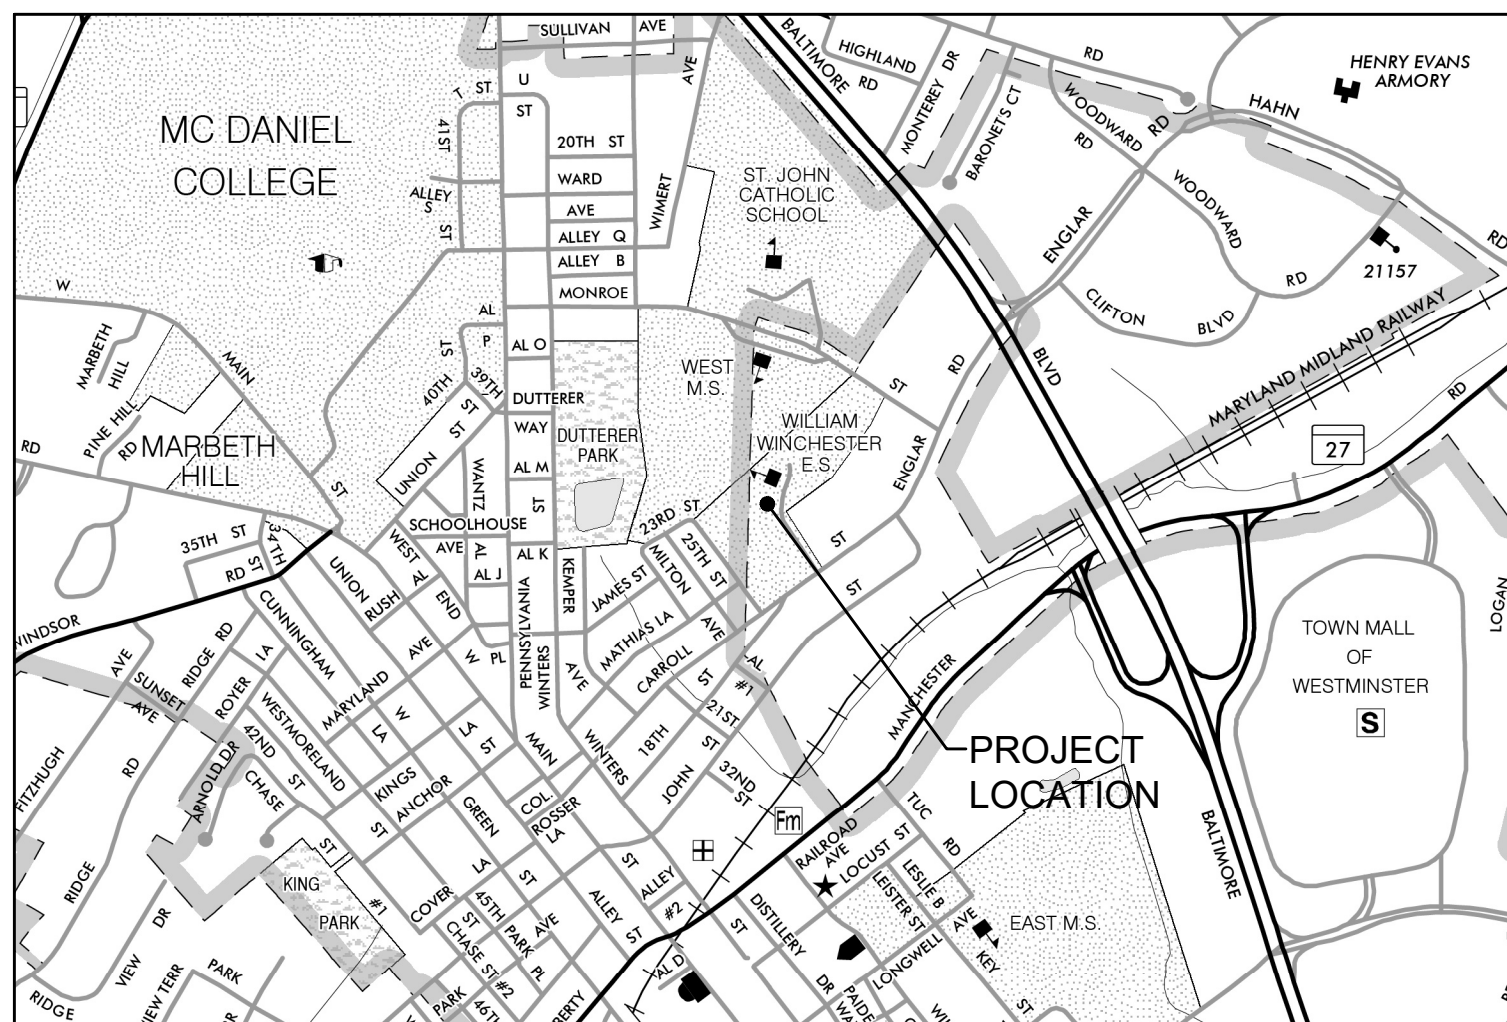 SULLIVAN AVE
BALTIMORE
HIGHLAND
RD
MONTEREY DR
RD
HENRY EVANS
ARMORY
HAHN
RD
AVE
T ST
U
ST
41ST
ST
MC DANIEL
COLLEGE
20TH ST
WARD
AVE
ALLEY
S
ALLEY Q
ALLEY B
MONROE
WIMERT
ST. JOHN
CATHOLIC
SCHOOL
BARONETS CT
WOODWARD
RD
RD
WOODWARD
RD
ENGLAR
21157
CLIFTON
BLVD
MARYLAND MIDLAND RAILWAY
W
MAIN
ST
MARBETH
HILL
PINE HILL
RD
MARBETH
HILL
RD
AL
P
AL O
40TH
ST
39TH
ST
DUTTERER
WAY
AL M
ST
AL K
DUTTERER
PARK
WEST
M.S.
ST
RD
BLVD
WILLIAM
WINCHESTER
E.S.
ENGLAR
27
RD
UNION
ST
WANTZ
SCHOOLHOUSE
AVE
AL
AL J
WEST
AL
END
23RD ST
25TH ST
MILTON
AVE
JAMES ST
KEMPER
AVE
PENNSYLVANIA
WINTERS
MATHIAS LA
CARROLL
ST
ST
ST
35TH ST
34TH
ST
RD
WINDSOR
UNION
RUSH
AVE
W PL
CUNNINGHAM
W
LA
MARYLAND
RIDGE RD
LA
ROYER
WESTMORELAND
ST
42ND
SUNSET
AVE
AVE
FITZHUGH
RD
RIDGE
ARNOLD DR
CHASE
ST
KINGS
ST
ANCHOR
LA
ST
GREEN
ST
MAIN
ST
WINTERS
COL.
ROSSER
LA
18TH
ST
21ST
AL
#1
JOHN
32ND
ST
MANCHESTER
PROJECT
LOCATION
TOWN MALL
OF
WESTMINSTER
S
LOGAN
BALTIMORE
Fm
RAILROAD
AVE
LOCUST ST
TUC
RD
LESLIE B
LEISTER ST
AVE
LONGWELL
EAST M.S.
KEY
ST
KING
PARK
#1
COVER
LA
45TH
ST
PARK
PL
AVE
CHASE ST
#2
ALLEY
ST
ALLEY
#2
DISTILLERY
DR
AL D
VIEW
DR
PARK
RIDGE
PARK
46TH